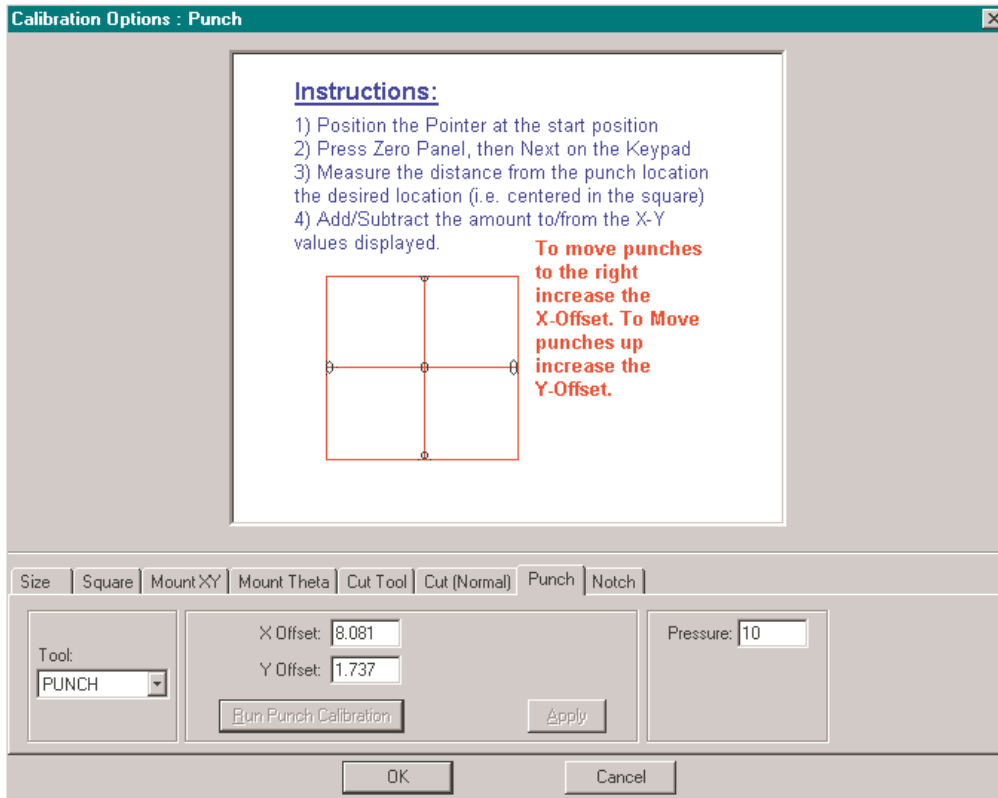 Calibration Options : Punch
Instructions:
1) Position the Pointer at the start position
2) Press Zero Panel, then Next on the Keypad
3) Measure the distance from the punch location
the desired location (i.e. centered in the square)
4) Add/Subtract the amount to/from the X-Y
values displayed.
To move punches
to the right
increase the
X-Offset. To Move
punches up
increase the
Y-Offset.
Size Square Mount XY Mount Theta Cut Tool Cut (Normal) Punch Notch
Tool:
PUNCH
X Offset: 8.081
Y Offset: 1.737
Run Punch Calibration
Apply
Pressure: 10
OK
Cancel